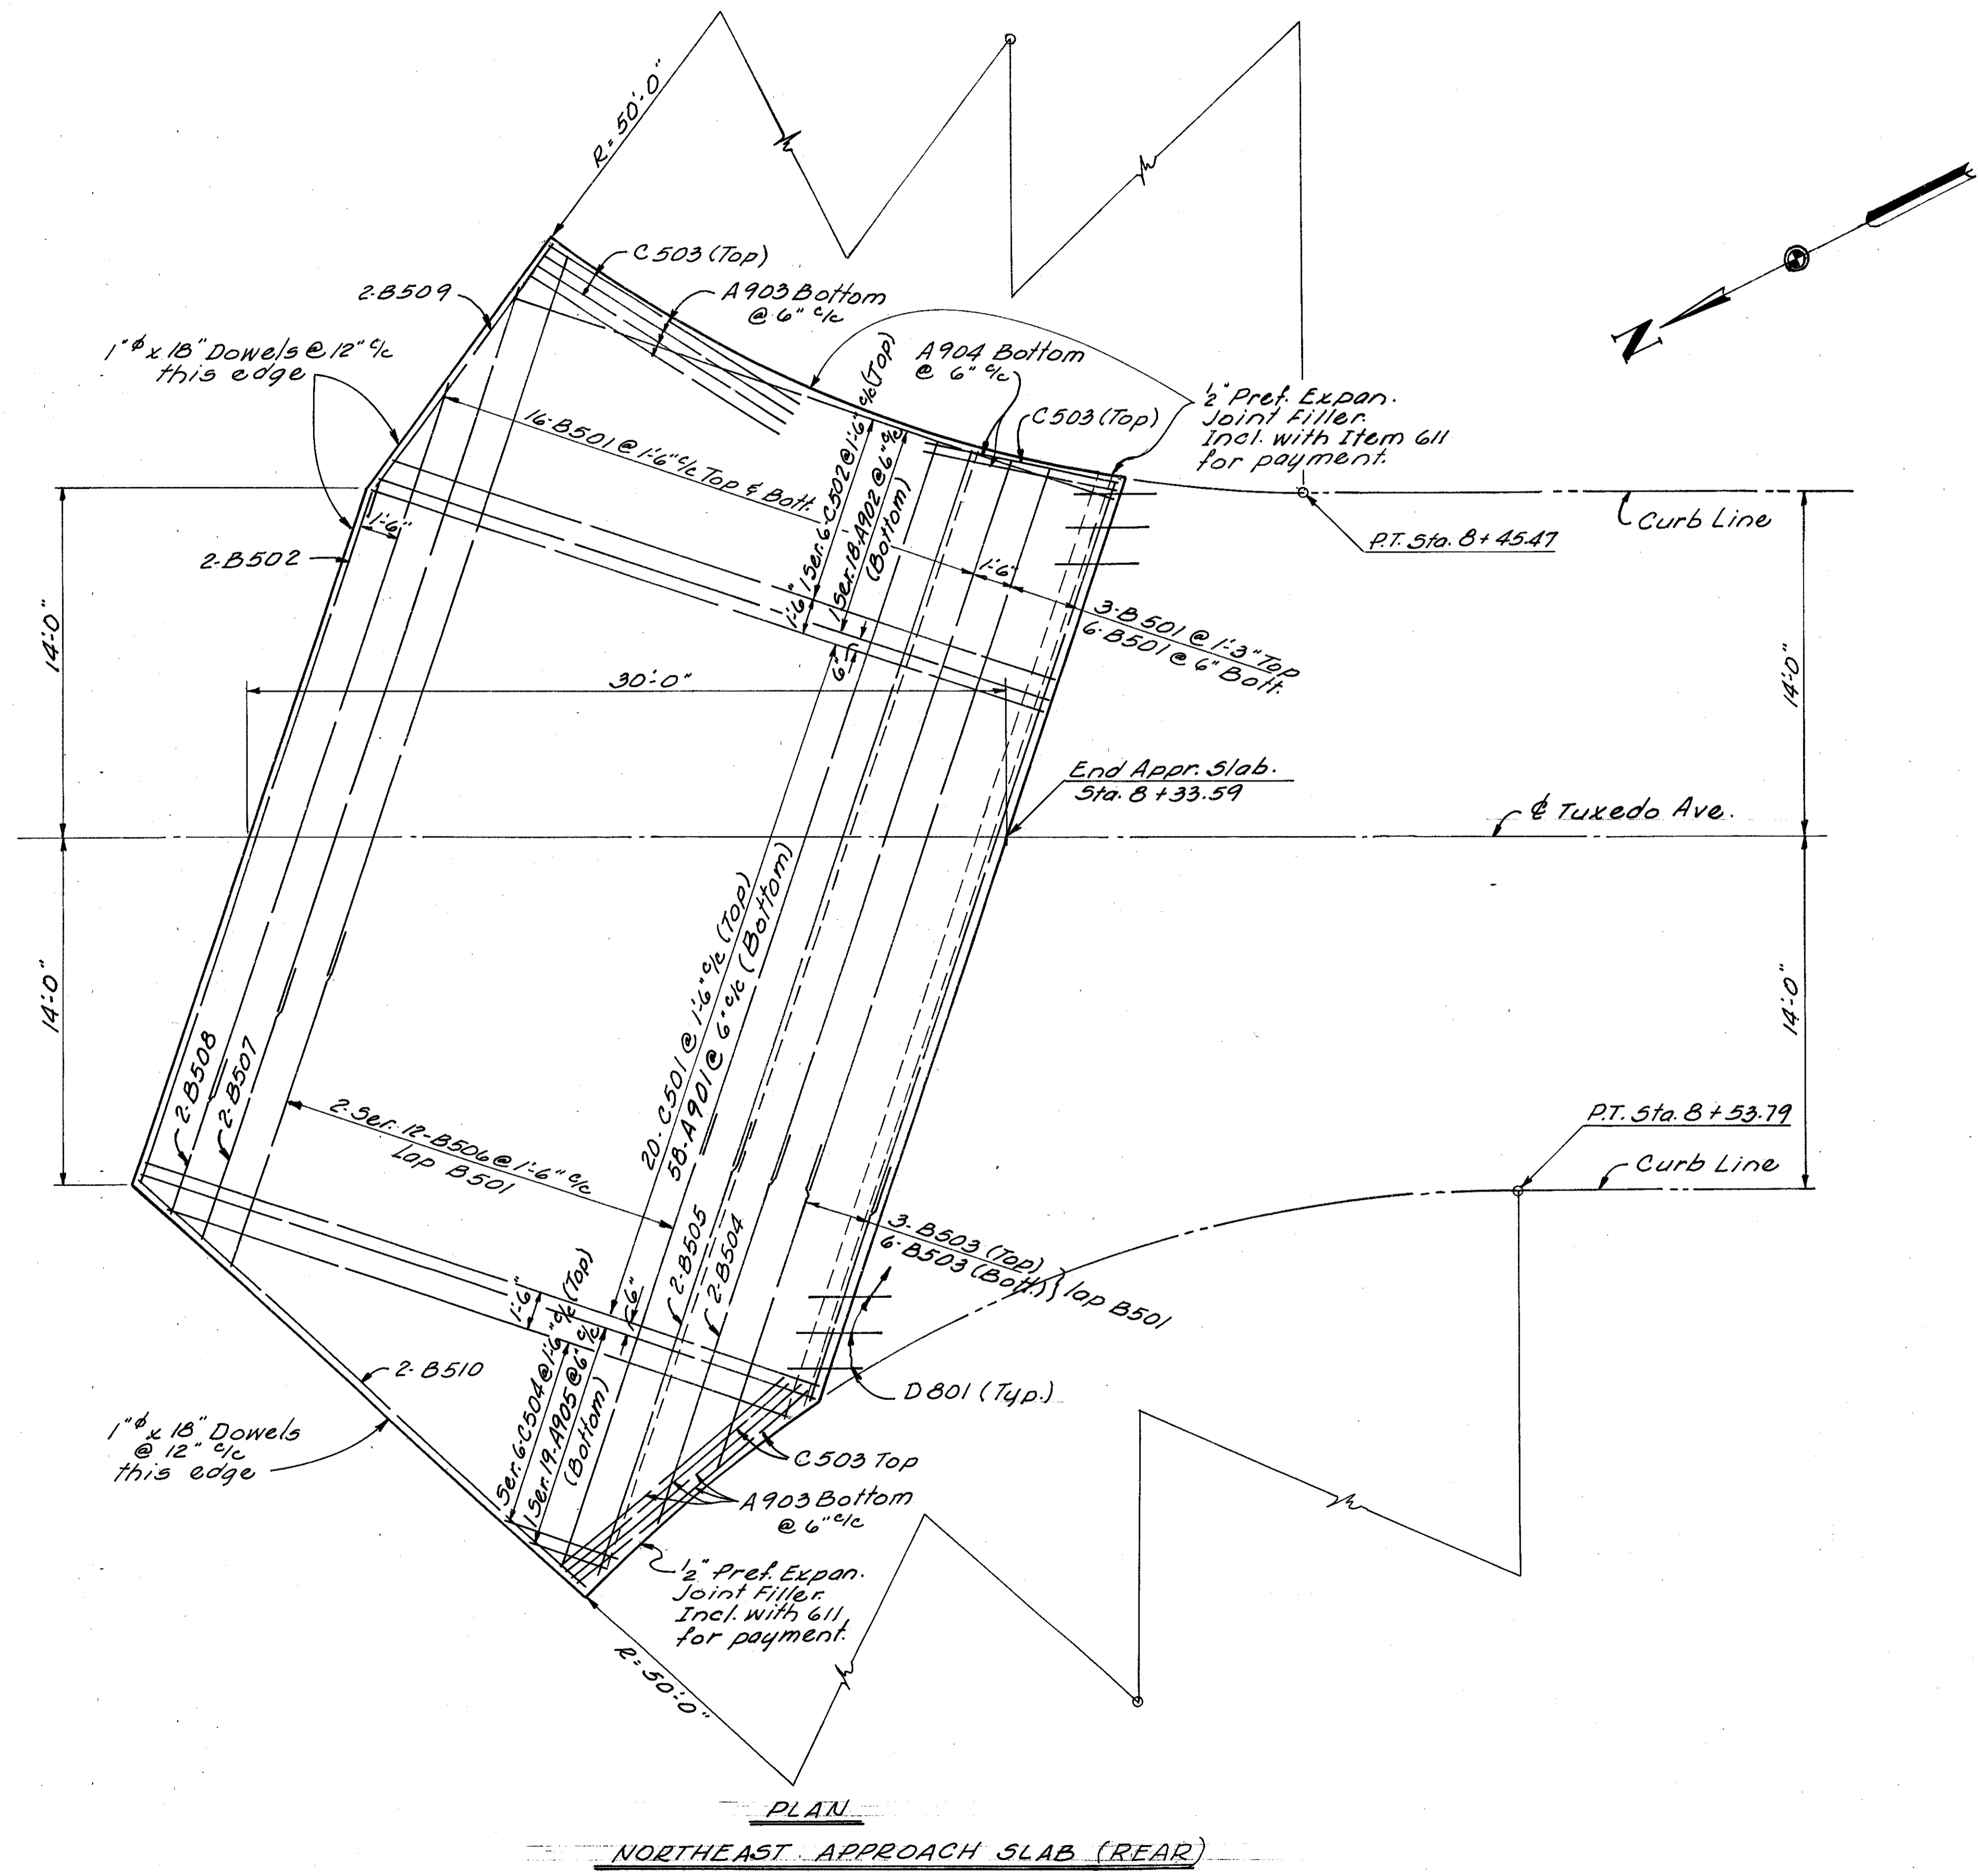 R= 50'-0"
C503 (Top)
A903 Bottom
@ 6" c/c
2-B509
1"ϕ x 18" Dowels @ 12" c/c
this edge
A904 Bottom
@ 6" c/c
C503 (Top)
1/2" Pref. Expan.
Joint Filler.
Incl. with Item 611
for payment.
N
16-B501 @ 1'-6" c/c Top & Bott.
1'-6"
1 Ser. 6-C502 @ 1'-6" c/c (Top)
1 Ser. 18-A902 @ 6" c/c
(Bottom)
Curb Line
P.T. Sta. 8+45.47
1'-6"
2-B502
1'-6"
3-B501 @ 1'-3" Top
6-B501 @ 6" Bott.
6"
14'-0"
30'-0"
14'-0"
End Appr. Slab.
Sta. 8+33.59
℄ Tuxedo Ave.
20-C501 @ 1'-6" c/c (Top)
58-A901 @ 6" c/c (Bottom)
14'-0"
14'-0"
2-B508
2-B507
2-Ser. 12-B506 @ 1'-6" c/c
Lap B501
P.T. Sta. 8+53.79
Curb Line
2-B505
2-B504
3-B503 (Top)
6-B503 (Bott.)
lap B501
1'-6"
6"
1 Ser. 6-C504 @ 1'-6" c/c (Top)
1 Ser. 19-A905 @ 6" c/c
(Bottom)
2-B510
D801 (Typ.)
1"ϕ x 18" Dowels
@ 12" c/c
this edge
C503 Top
A903 Bottom
@ 6" c/c
1/2" Pref. Expan.
Joint Filler.
Incl. with 611
for payment.
R= 50'-0"
PLAN
NORTHEAST APPROACH SLAB (REAR)